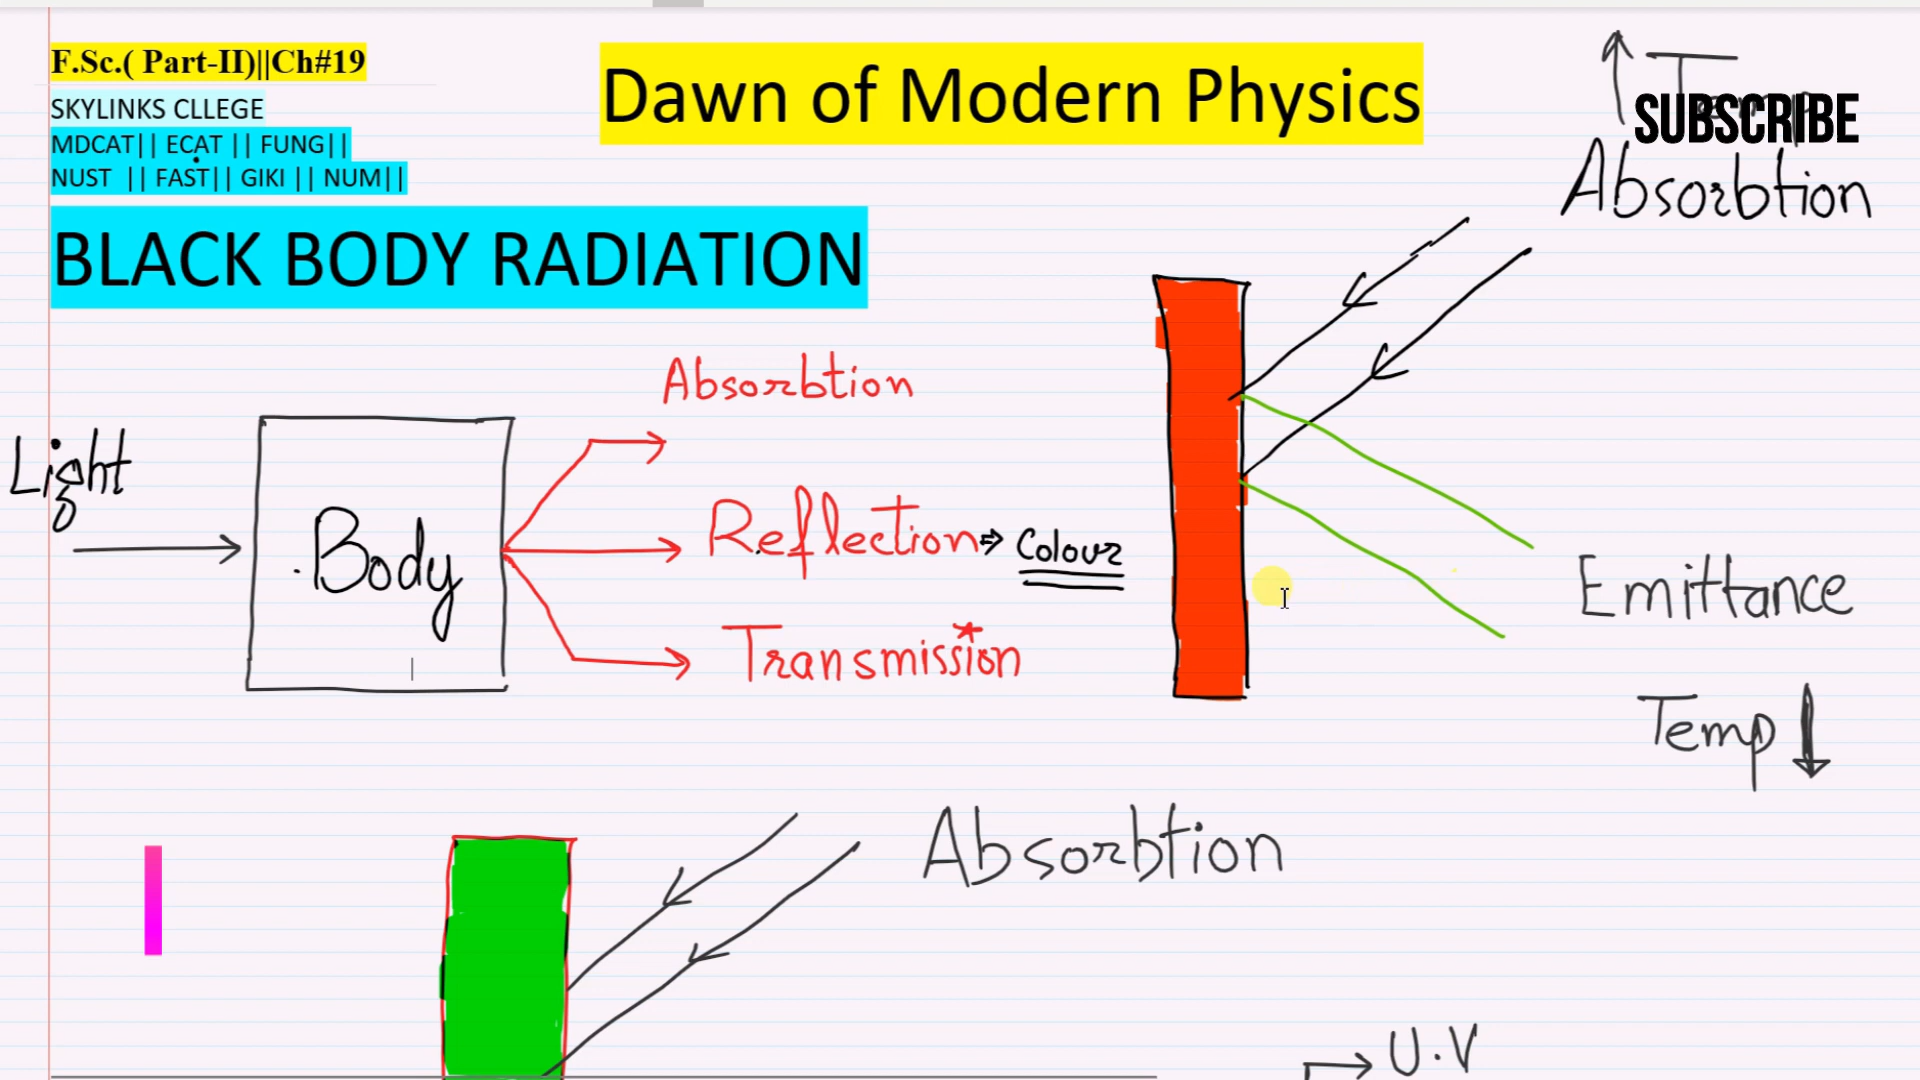 F.Sc.( Part-II)||Ch#19
SKYLINKS CLLEGE
MDCAT|| ECAT || FUNG||
NUST || FAST|| GIKI || NUM||
Dawn of Modern Physics
BLACK BODY RADIATION
SUBSCRIBE
Absorbtion
Absorbtion
Light
Body
Reflection ⇒ Colour
Transmission
Emittance
Temp ↓
Absorbtion
U.V